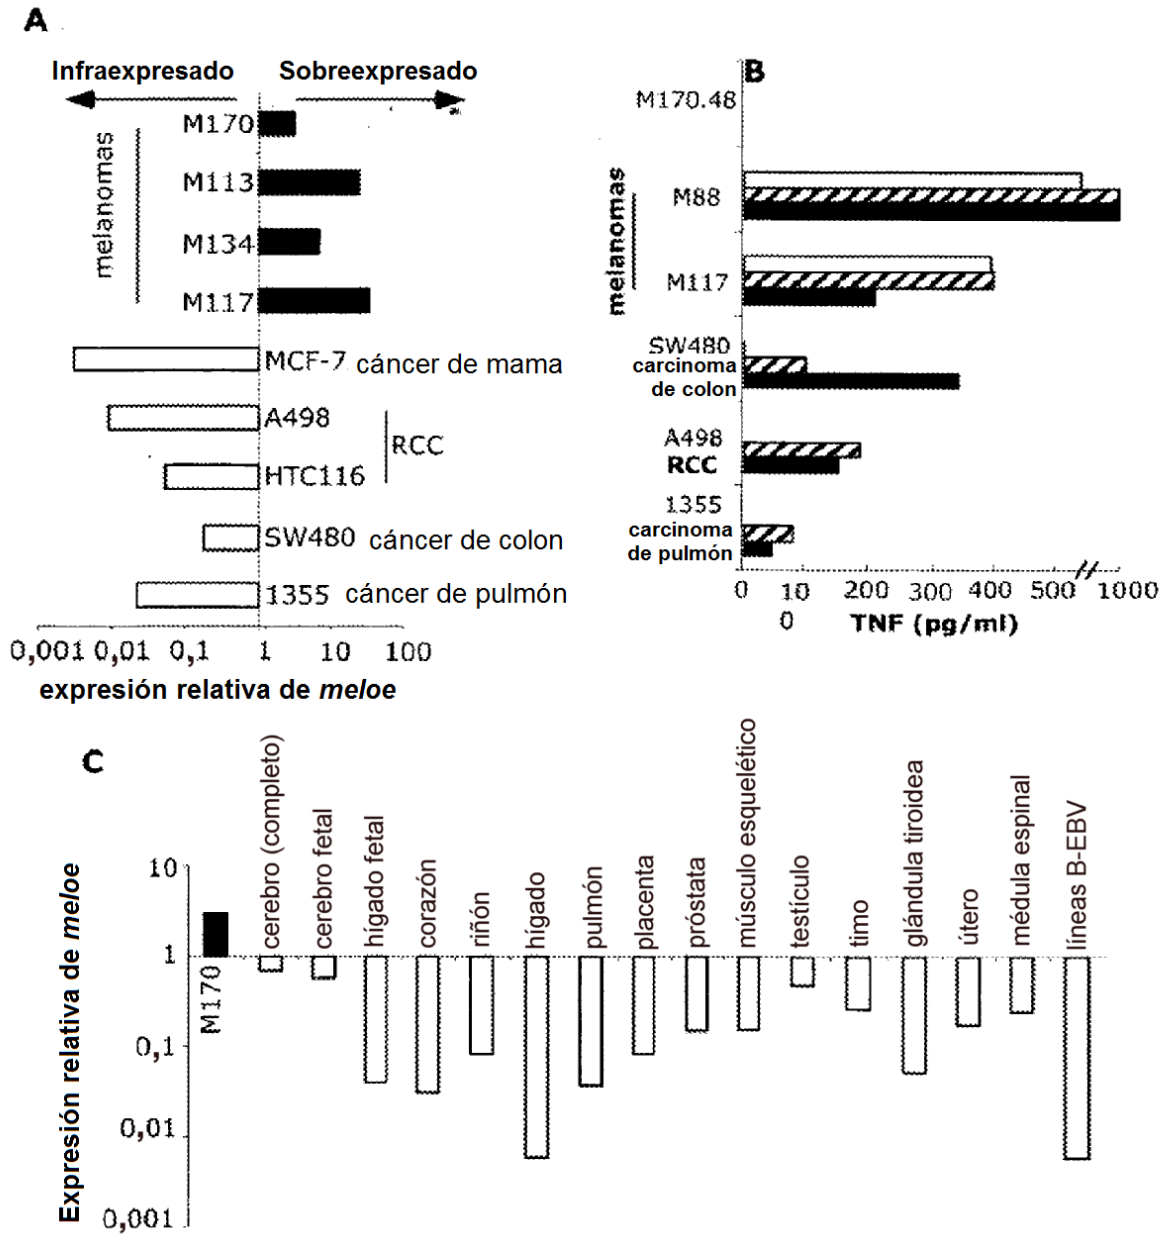 A
Infraexpresado
Sobreexpresado
melanomas
M170
M113
M134
M117
MCF-7 cáncer de mama
A498
RCC
HTC116
SW480 cáncer de colon
1355 cáncer de pulmón
0,001 0,01 0,1 1 10 100
expresión relativa de meloe
B
M170.48
melanomas
M88
M117
SW480
carcinoma
de colon
A498
RCC
1355
carcinoma
de pulmón
0 10 200 300 400 500 1000
0
TNF (pg/ml)
C
Expresión relativa de meloe
10
1
0,1
0,01
0,001
M170
cerebro (completo)
cerebro fetal
hígado fetal
corazón
riñón
hígado
pulmón
placenta
próstata
músculo esquelético
testículo
timo
glándula tiroidea
útero
médula espinal
líneas B-EBV